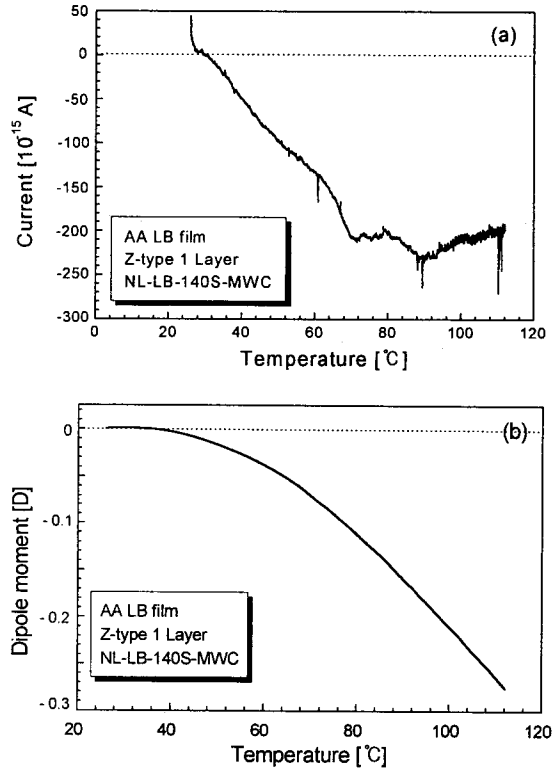 (a)
50
0
-50
-100
-150
-200
-250
-300
Current [10⁻¹⁵ A]
AA LB film
Z-type 1 Layer
NL-LB-140S-MWC
0 20 40 60 80 100 120
Temperature [℃]
(b)
0
-0.1
-0.2
-0.3
Dipole moment [D]
AA LB film
Z-type 1 Layer
NL-LB-140S-MWC
20 40 60 80 100 120
Temperature [℃]